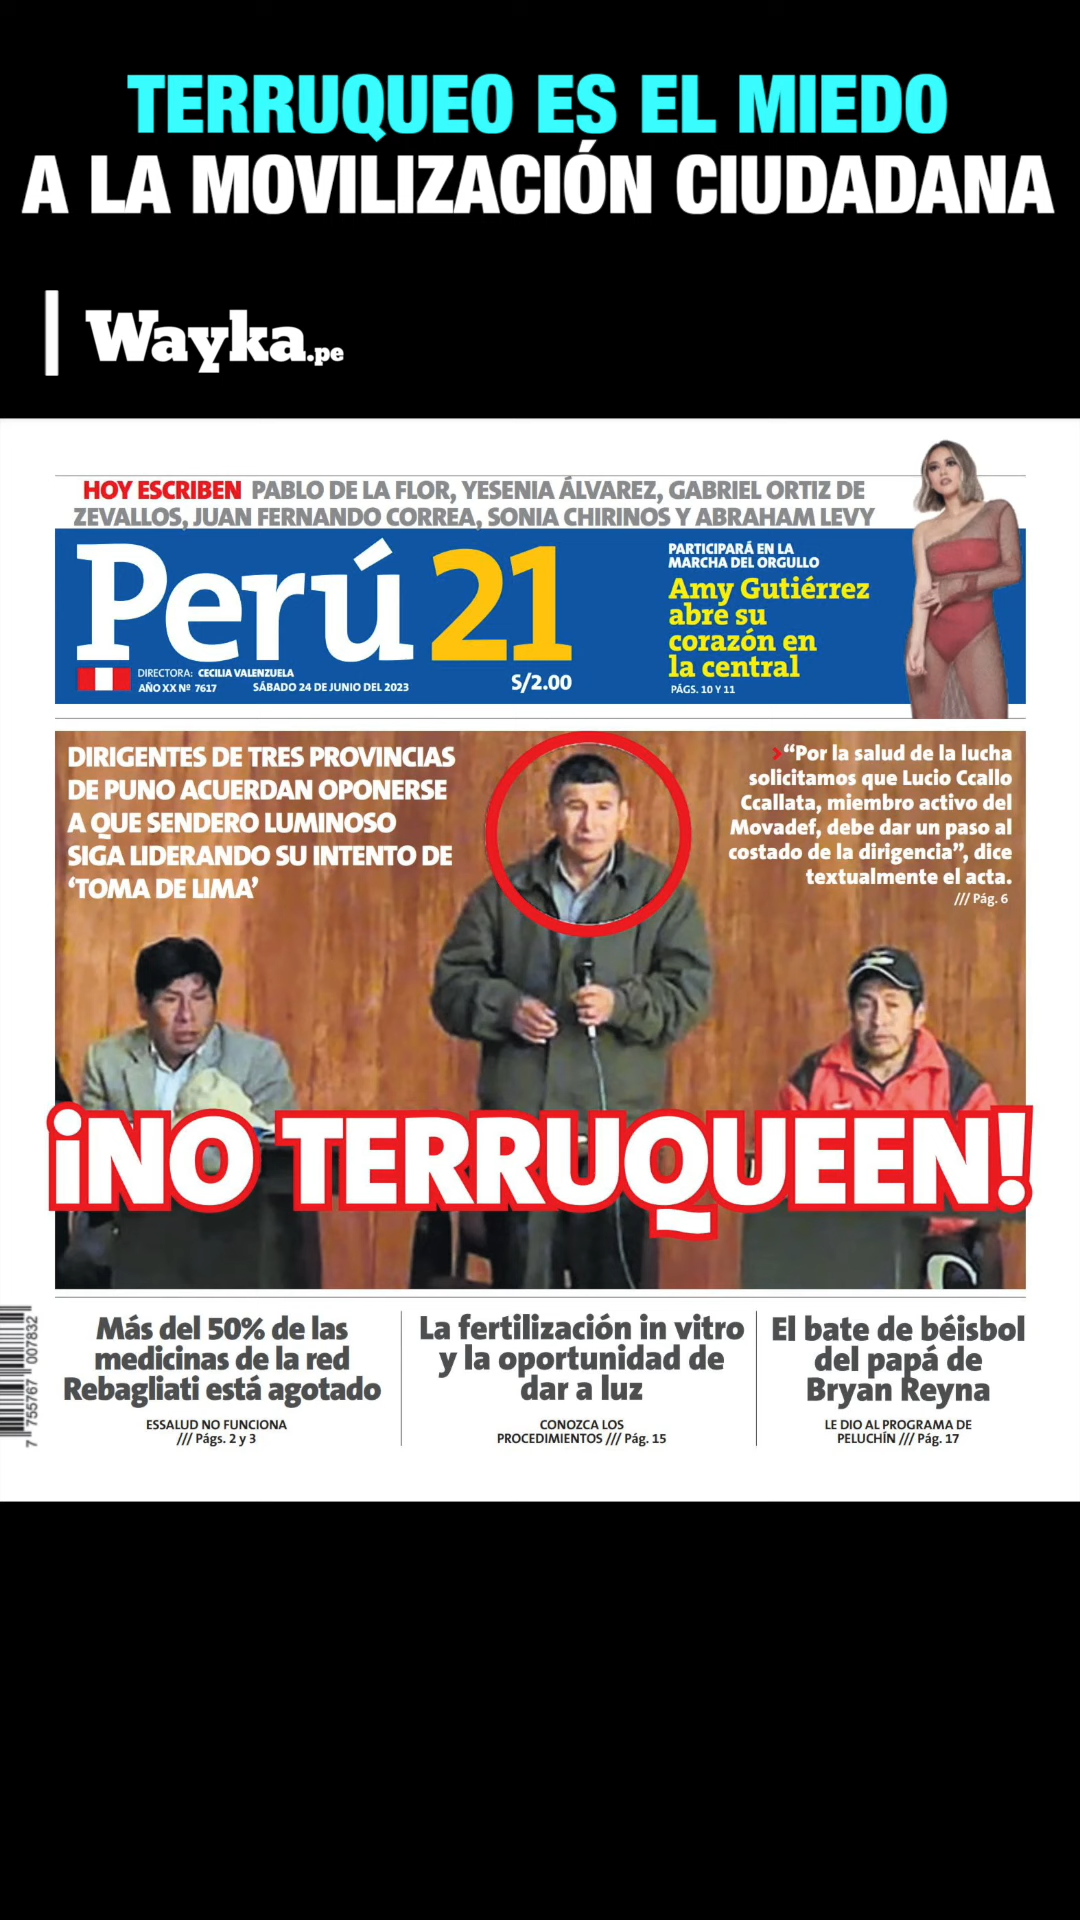 TERRUQUEO ES EL MIEDO
A LA MOVILIZACIÓN CIUDADANA
Wayka.pe
HOY ESCRIBEN PABLO DE LA FLOR, YESENIA ÁLVAREZ, GABRIEL ORTIZ DE
ZEVALLOS, JUAN FERNANDO CORREA, SONIA CHIRINOS Y ABRAHAM LEVY
Perú 21
DIRECTORA: CECILIA VALENZUELA
AÑO XX Nº 7617 SÁBADO 24 DE JUNIO DEL 2023
S/2.00
PARTICIPARÁ EN LA
MARCHA DEL ORGULLO
Amy Gutiérrez
abre su
corazón en
la central
PÁGS. 10 Y 11
DIRIGENTES DE TRES PROVINCIAS
DE PUNO ACUERDAN OPONERSE
A QUE SENDERO LUMINOSO
SIGA LIDERANDO SU INTENTO DE
‘TOMA DE LIMA’
“Por la salud de la lucha
solicitamos que Lucio Ccallo
Ccallata, miembro activo del
Movadef, debe dar un paso al
costado de la dirigencia”, dice
textualmente el acta.
/// Pág. 6
¡NO TERRUQUEEN!
Más del 50% de las
medicinas de la red
Rebagliati está agotado
ESSALUD NO FUNCIONA
/// Págs. 2 y 3
La fertilización in vitro
y la oportunidad de
dar a luz
CONOZCA LOS
PROCEDIMIENTOS /// Pág. 15
El bate de béisbol
del papá de
Bryan Reyna
LE DIO AL PROGRAMA DE
PELUCHÍN /// Pág. 17
7 755767 007832